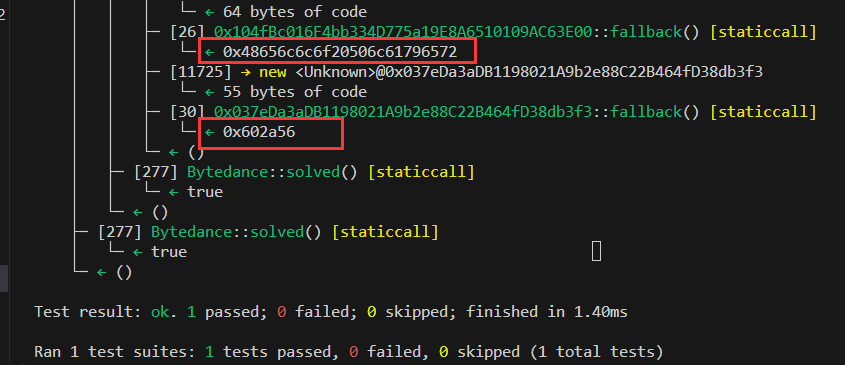 2
← 64 bytes of code
[26] 0x104fBc016F4bb334D775a19E8A6510109AC63E00::fallback() [staticcall]
← 0x48656c6c6f20506c61796572
[11725] → new <Unknown>@0x037eDa3aDB1198021A9b2e88C22B464fD38db3f3
← 55 bytes of code
[30] 0x037eDa3aDB1198021A9b2e88C22B464fD38db3f3::fallback() [staticcall]
← 0x602a56
← ()
[277] Bytedance::solved() [staticcall]
← true
← ()
[277] Bytedance::solved() [staticcall]
← true
← ()
Test result: ok. 1 passed; 0 failed; 0 skipped; finished in 1.40ms
Ran 1 test suites: 1 tests passed, 0 failed, 0 skipped (1 total tests)